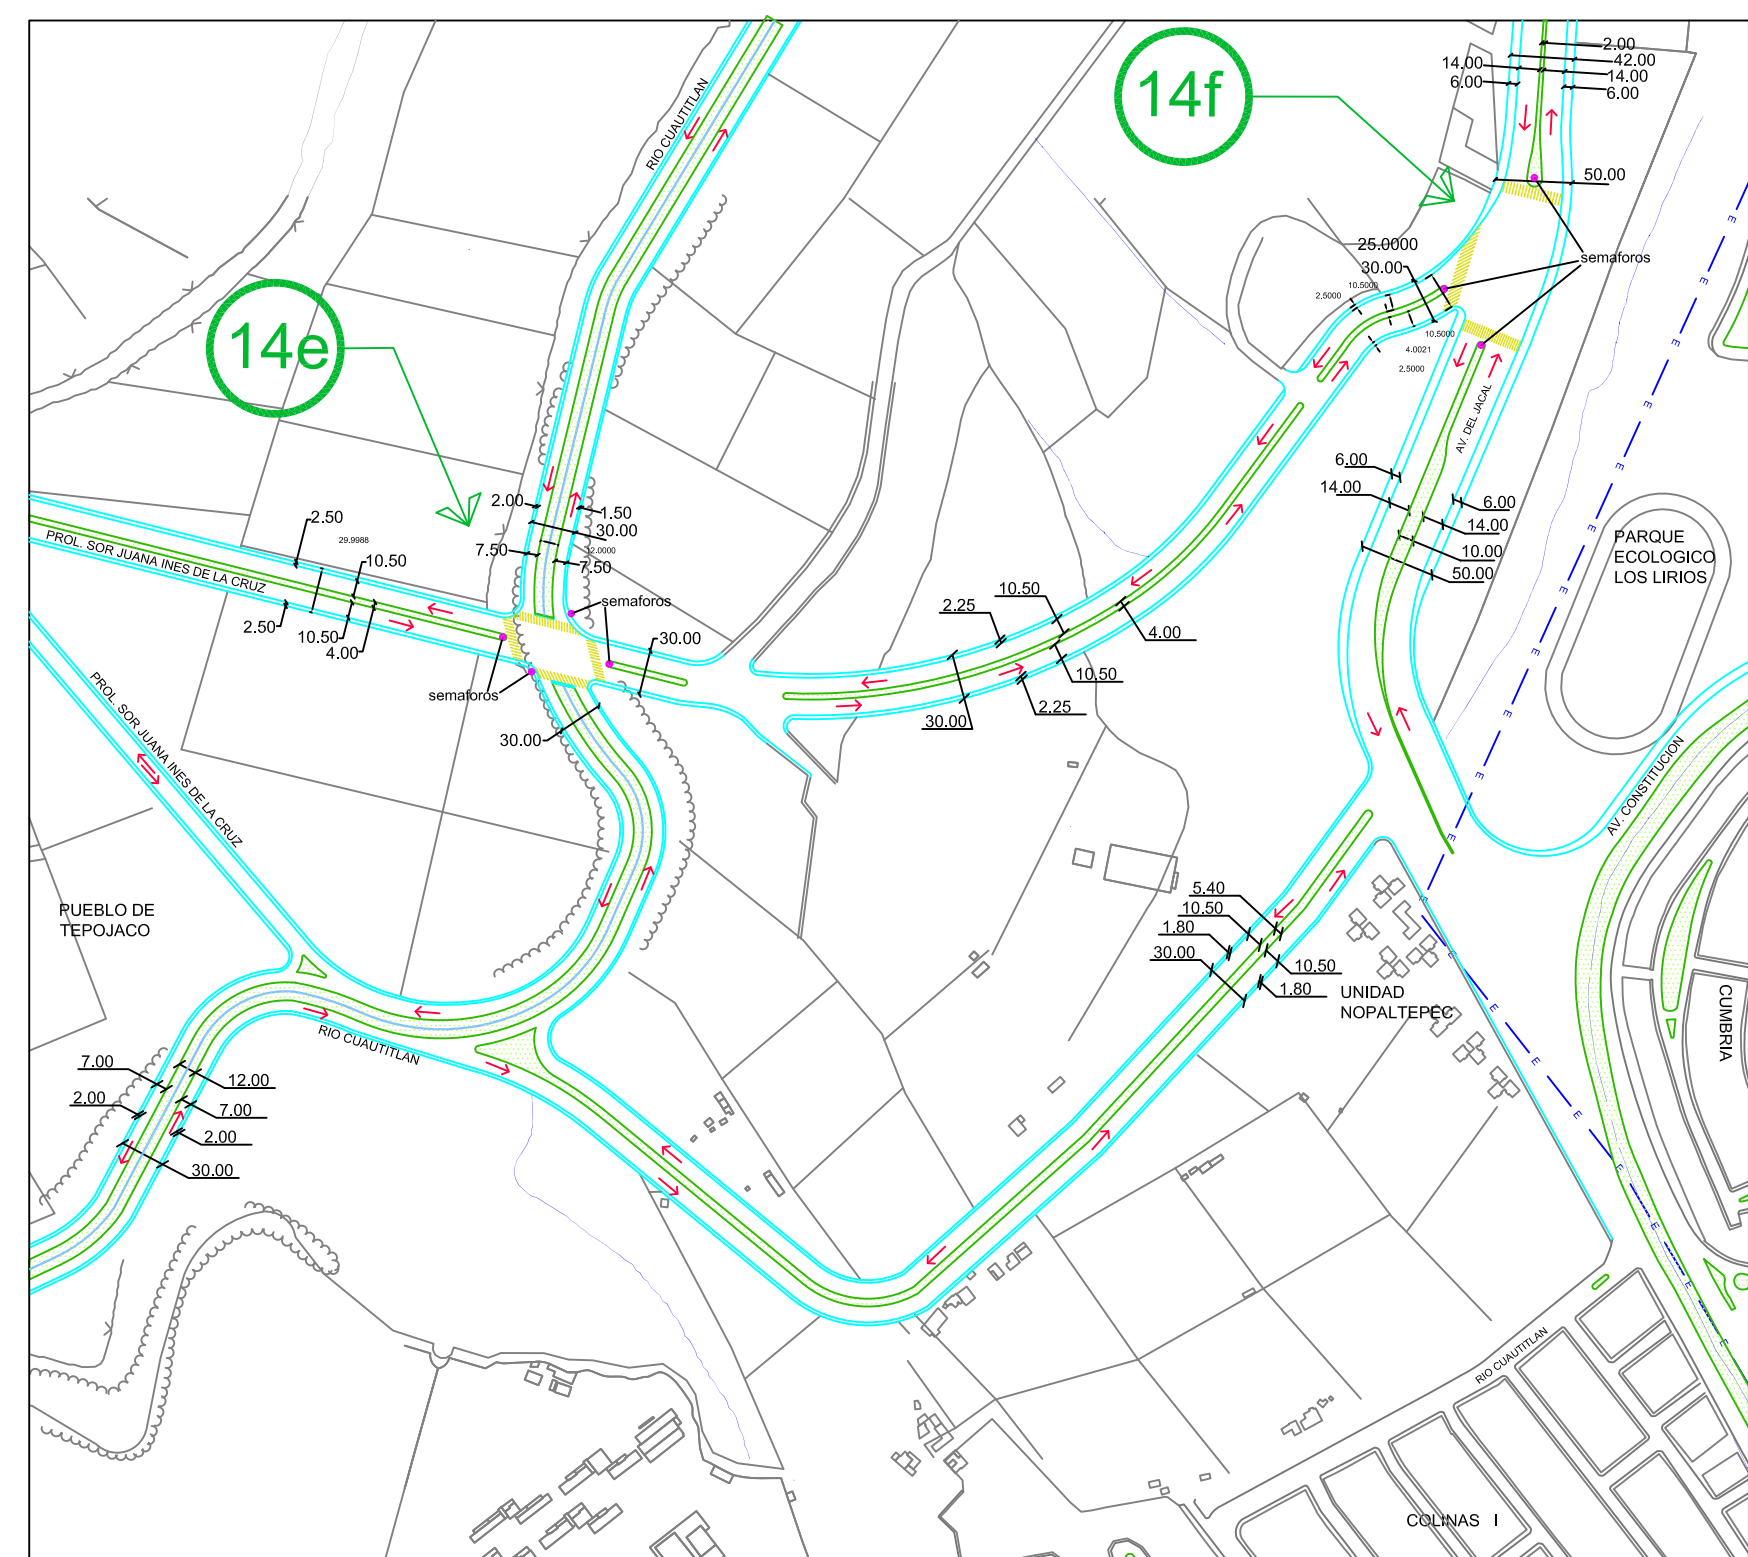 14f
2.00
42.00
14.00
14.00
6.00
6.00
50.00
RIO CUAUTITLAN
semaforos
25.0000
30.00
10.5000
2.5000
10.5000
4.0021
2.5000
14e
AV. DEL JACAL
6.00
14.00
6.00
14.00
10.00
50.00
PARQUE
ECOLOGICO
LOS LIRIOS
2.00
1.50
30.00
7.50
12.0000
7.50
2.50
29.9988
10.50
PROL. SOR JUANA INES DE LA CRUZ
2.50
10.50
4.00
semaforos
30.00
semaforos
30.00
2.25
10.50
4.00
10.50
2.25
30.00
PROL. SOR JUANA INES DE LA CRUZ
AV. CONSTITUCION
PUEBLO DE
TEPOJACO
5.40
10.50
1.80
30.00
10.50
1.80
UNIDAD
NOPALTEPEC
CUMBRIA
RIO CUAUTITLAN
7.00
12.00
2.00
7.00
2.00
30.00
RIO CUAUTITLAN
COLINAS I
E E E E E E E E E E E E E E E E